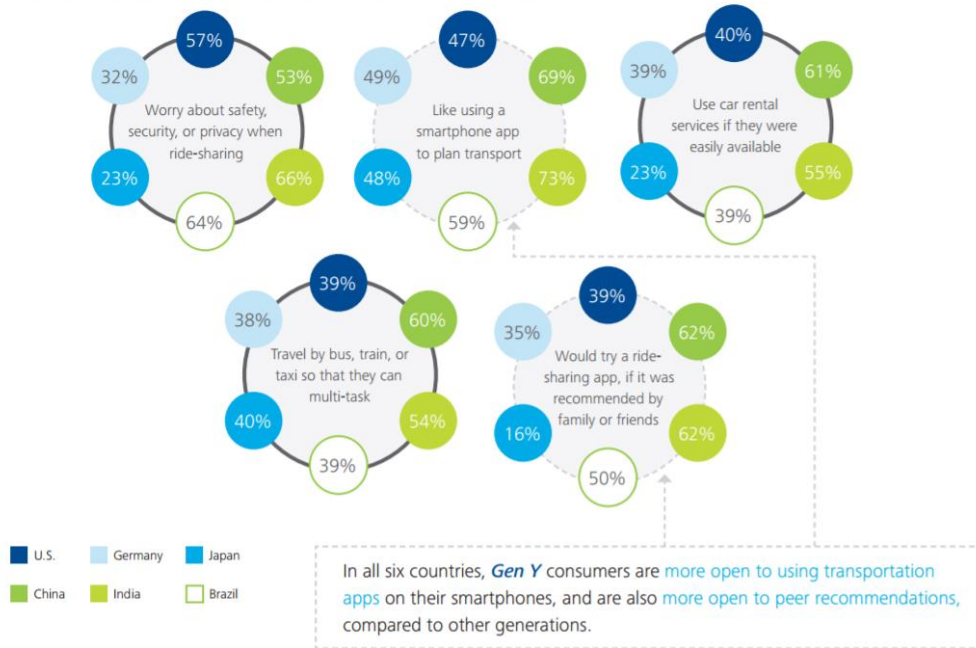 57%
32%
53%
Worry about safety,
security, or privacy when
ride-sharing
23%
66%
64%
47%
49%
69%
Like using a
smartphone app
to plan transport
48%
73%
59%
40%
39%
61%
Use car rental
services if they were
easily available
23%
55%
39%
39%
38%
60%
Travel by bus, train, or
taxi so that they can
multi-task
40%
54%
39%
39%
35%
62%
Would try a ride-
sharing app, if it was
recommended by
family or friends
16%
62%
50%
U.S. Germany Japan
China India Brazil
In all six countries, Gen Y consumers are more open to using transportation
apps on their smartphones, and are also more open to peer recommendations,
compared to other generations.